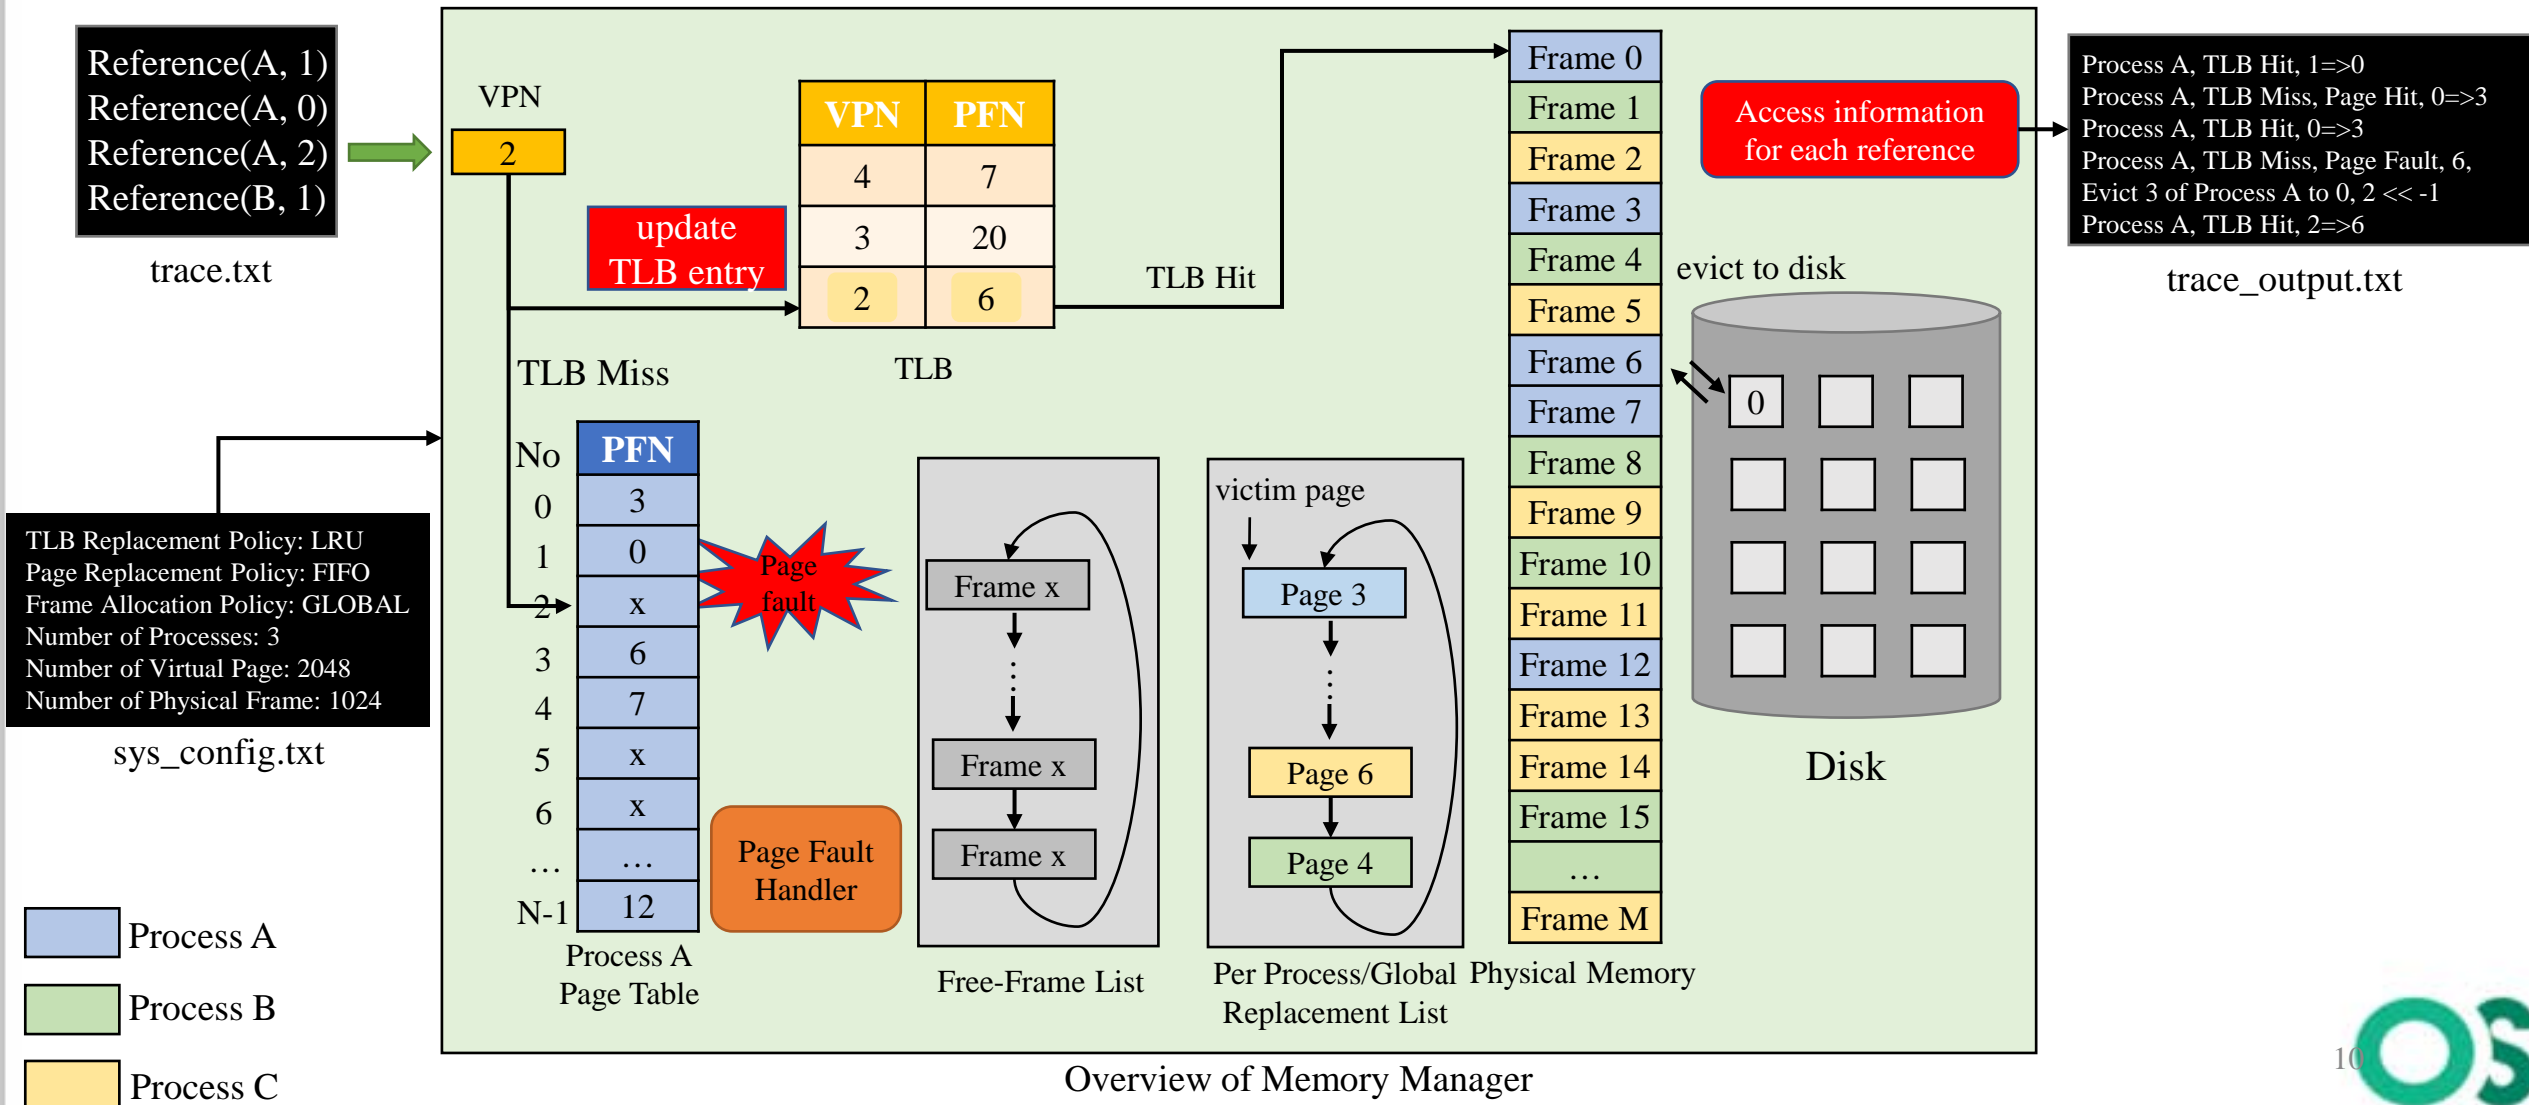 Reference(A, 1)
Reference(A, 0)
Reference(A, 2)
Reference(B, 1)
trace.txt
TLB Replacement Policy: LRU
Page Replacement Policy: FIFO
Frame Allocation Policy: GLOBAL
Number of Processes: 3
Number of Virtual Page: 2048
Number of Physical Frame: 1024
sys_config.txt
Process A
Process B
Process C
VPN
2
update
TLB entry
VPN PFN
4 7
3 20
2 6
TLB
TLB Hit
TLB Miss
No PFN
0 3
1 0
2 x
3 6
4 7
5 x
6 x
… …
N-1 12
Process A
Page Table
Page
fault
Page Fault
Handler
Frame x
Frame x
Frame x
Free-Frame List
victim page
Page 3
Page 6
Page 4
Per Process/Global
Replacement List
Frame 0
Frame 1
Frame 2
Frame 3
Frame 4
Frame 5
Frame 6
Frame 7
Frame 8
Frame 9
Frame 10
Frame 11
Frame 12
Frame 13
Frame 14
Frame 15
…
Frame M
Physical Memory
Access information
for each reference
evict to disk
0
Disk
Process A, TLB Hit, 1=>0
Process A, TLB Miss, Page Hit, 0=>3
Process A, TLB Hit, 0=>3
Process A, TLB Miss, Page Fault, 6,
Evict 3 of Process A to 0, 2 << -1
Process A, TLB Hit, 2=>6
trace_output.txt
Overview of Memory Manager
10
OS